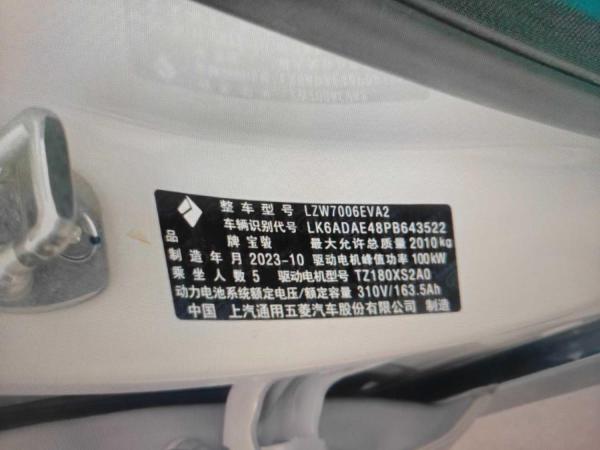 整车型号 LZW7006EVA2
车辆识别代号 LK6ADAE48PB643522
品牌 宝骏 最大允许总质量 2010kg
制造年月 2023-10 驱动电机峰值功率 100kW
乘坐人数 5 驱动电机型号 TZ180XS2A0
动力电池系统额定电压/额定容量 310V/163.5Ah
中国 上汽通用五菱汽车股份有限公司 制造